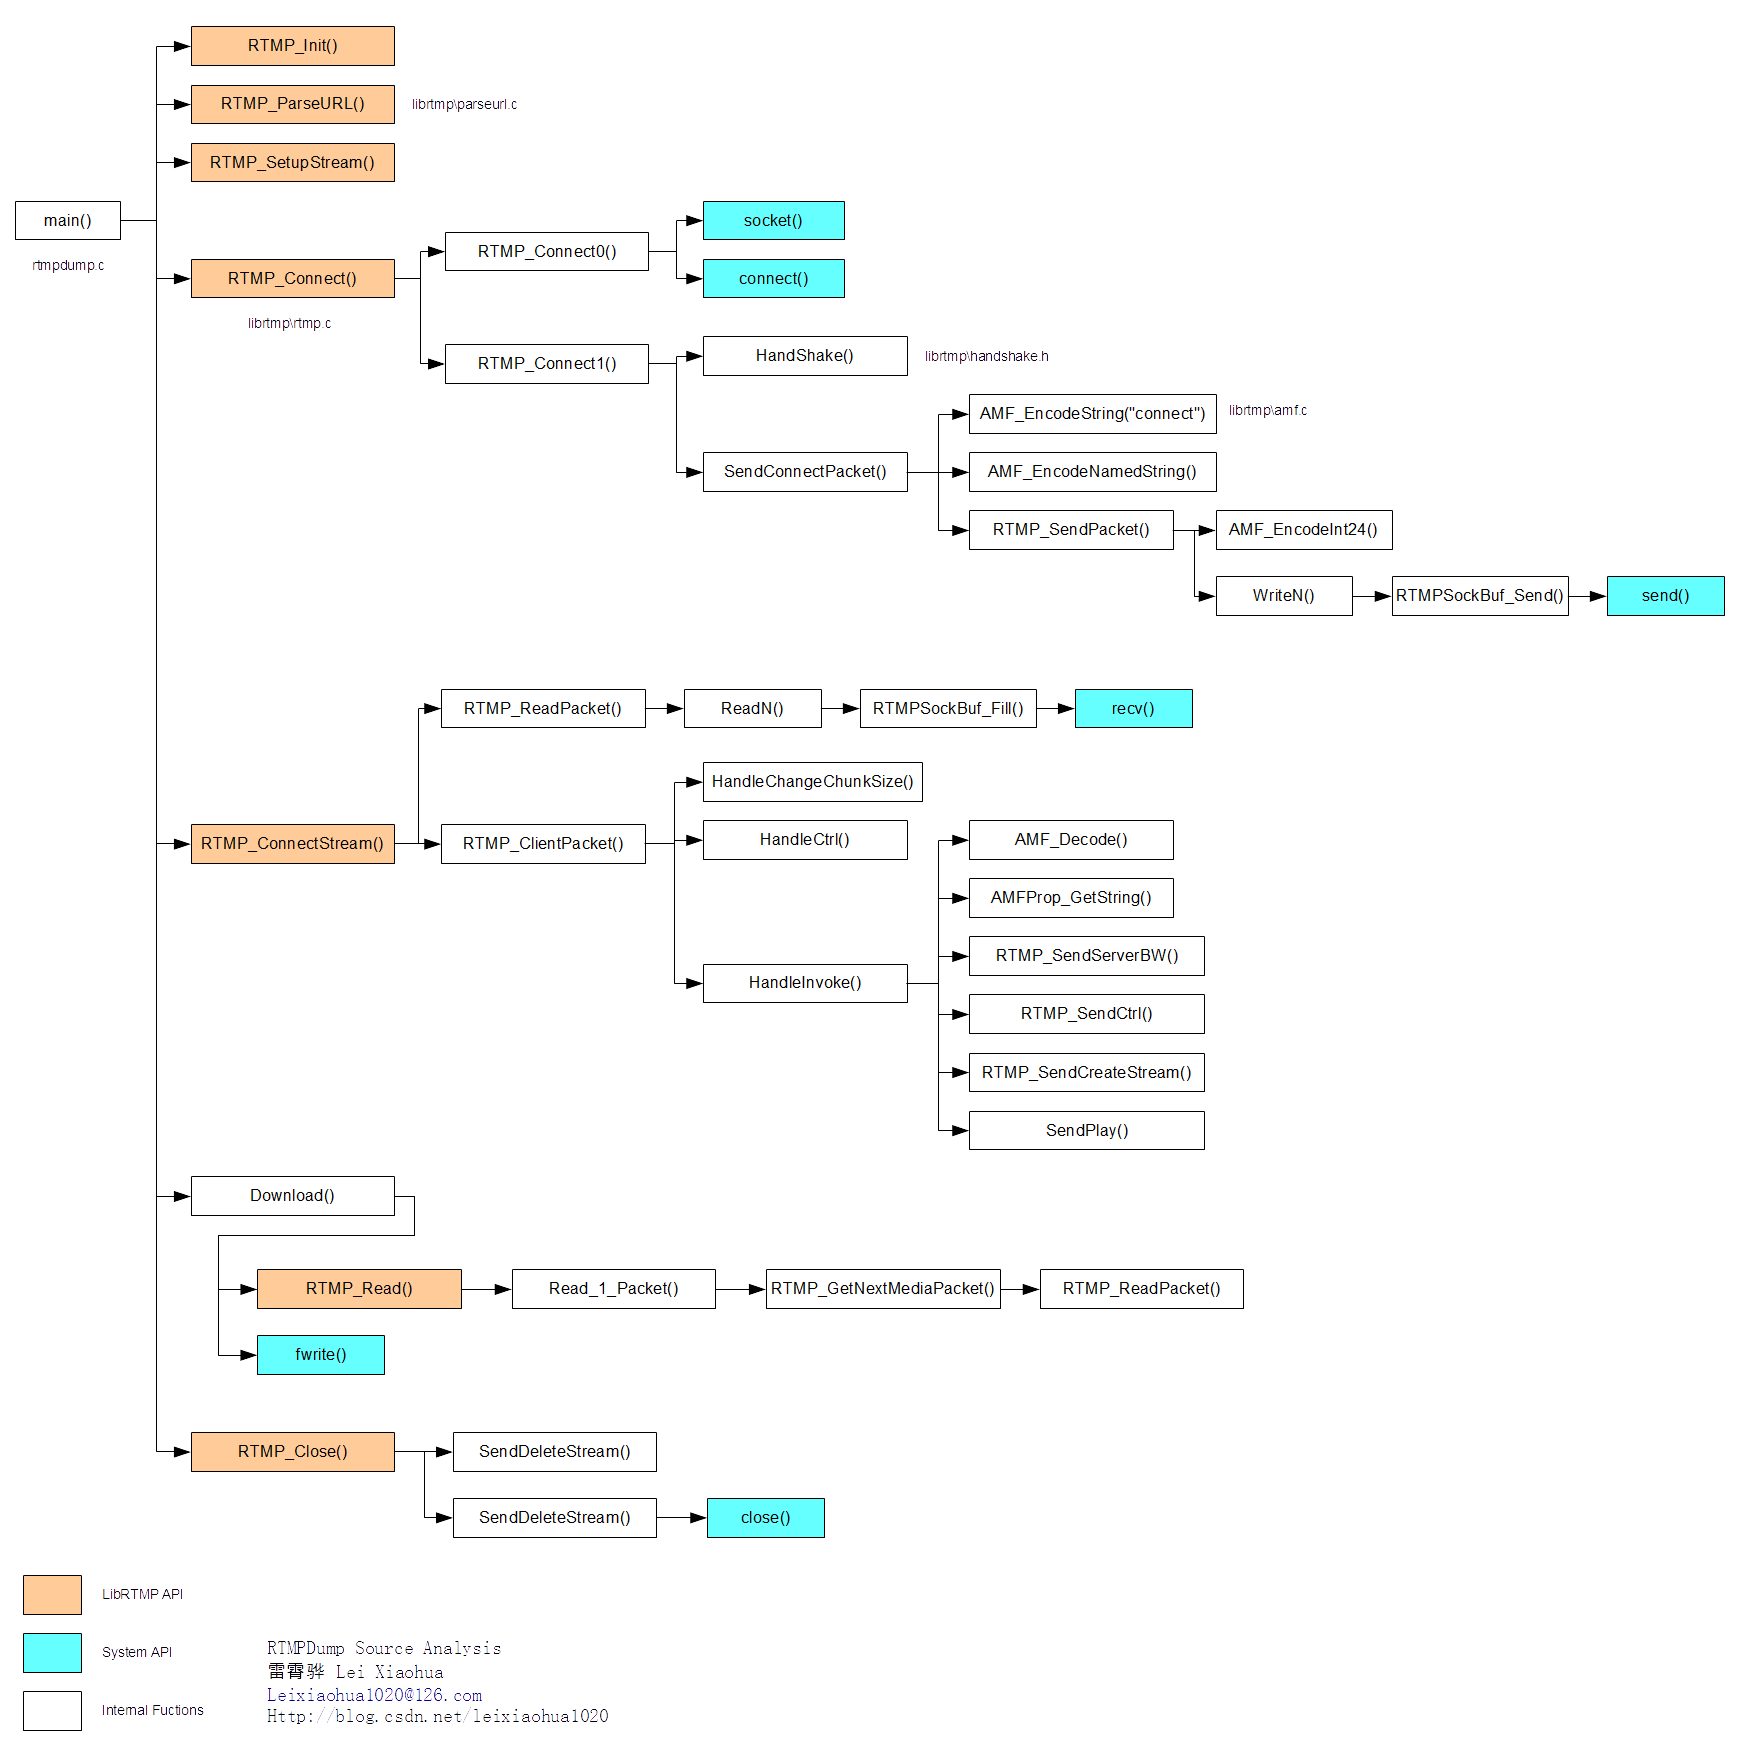 RTMP_Init()
RTMP_ParseURL()
librtmp\parseurl.c
RTMP_SetupStream()
main()
rtmpdump.c
RTMP_Connect()
librtmp\rtmp.c
RTMP_Connect0()
socket()
connect()
RTMP_Connect1()
HandShake()
librtmp\handshake.h
SendConnectPacket()
AMF_EncodeString("connect")
librtmp\amf.c
AMF_EncodeNamedString()
RTMP_SendPacket()
AMF_EncodeInt24()
WriteN()
RTMPSockBuf_Send()
send()
RTMP_ConnectStream()
RTMP_ReadPacket()
ReadN()
RTMPSockBuf_Fill()
recv()
RTMP_ClientPacket()
HandleChangeChunkSize()
HandleCtrl()
HandleInvoke()
AMF_Decode()
AMFProp_GetString()
RTMP_SendServerBW()
RTMP_SendCtrl()
RTMP_SendCreateStream()
SendPlay()
Download()
RTMP_Read()
Read_1_Packet()
RTMP_GetNextMediaPacket()
RTMP_ReadPacket()
fwrite()
RTMP_Close()
SendDeleteStream()
SendDeleteStream()
close()
LibRTMP API
System API
Internal Fuctions
RTMPDump Source Analysis
雷霄骅 Lei Xiaohua
Leixiaohua1020@126.com
Http://blog.csdn.net/leixiaohua1020